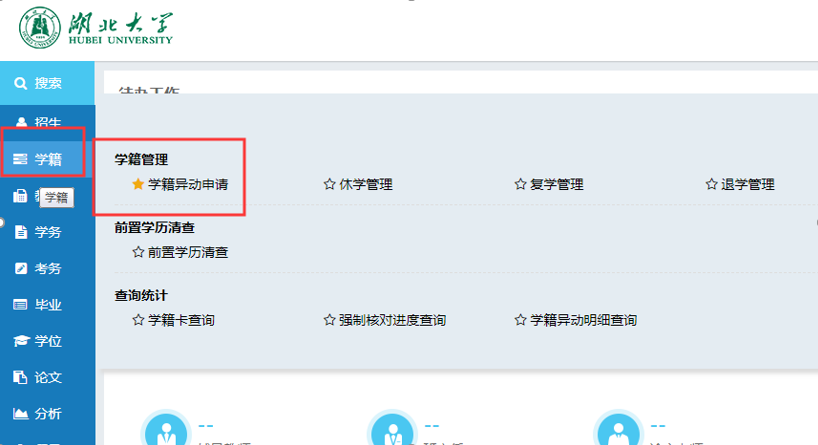 湖北大学
HUBEI UNIVERSITY
搜索
待办工作
招生
学籍
学籍
学务
考务
毕业
学位
论文
分析
学籍管理
学籍异动申请 休学管理 复学管理 退学管理
前置学历清查
前置学历清查
查询统计
学籍卡查询 强制核对进度查询 学籍异动明细查询
-- -- --